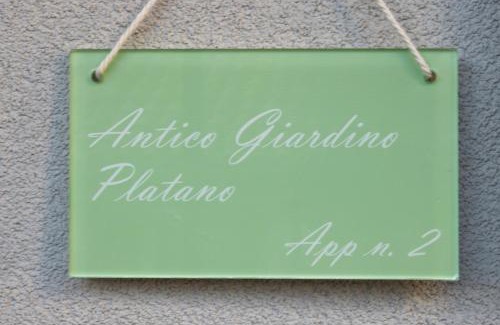 Antico Giardino
Platano
App n. 2